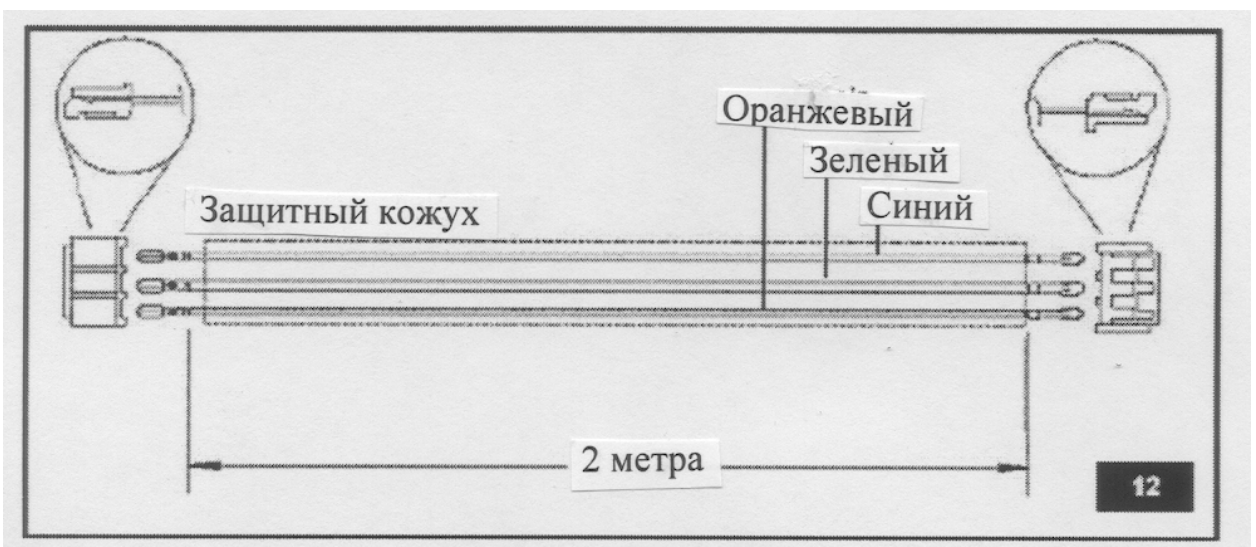 Оранжевый
Зеленый
Синий
Защитный кожух
2 метра
12